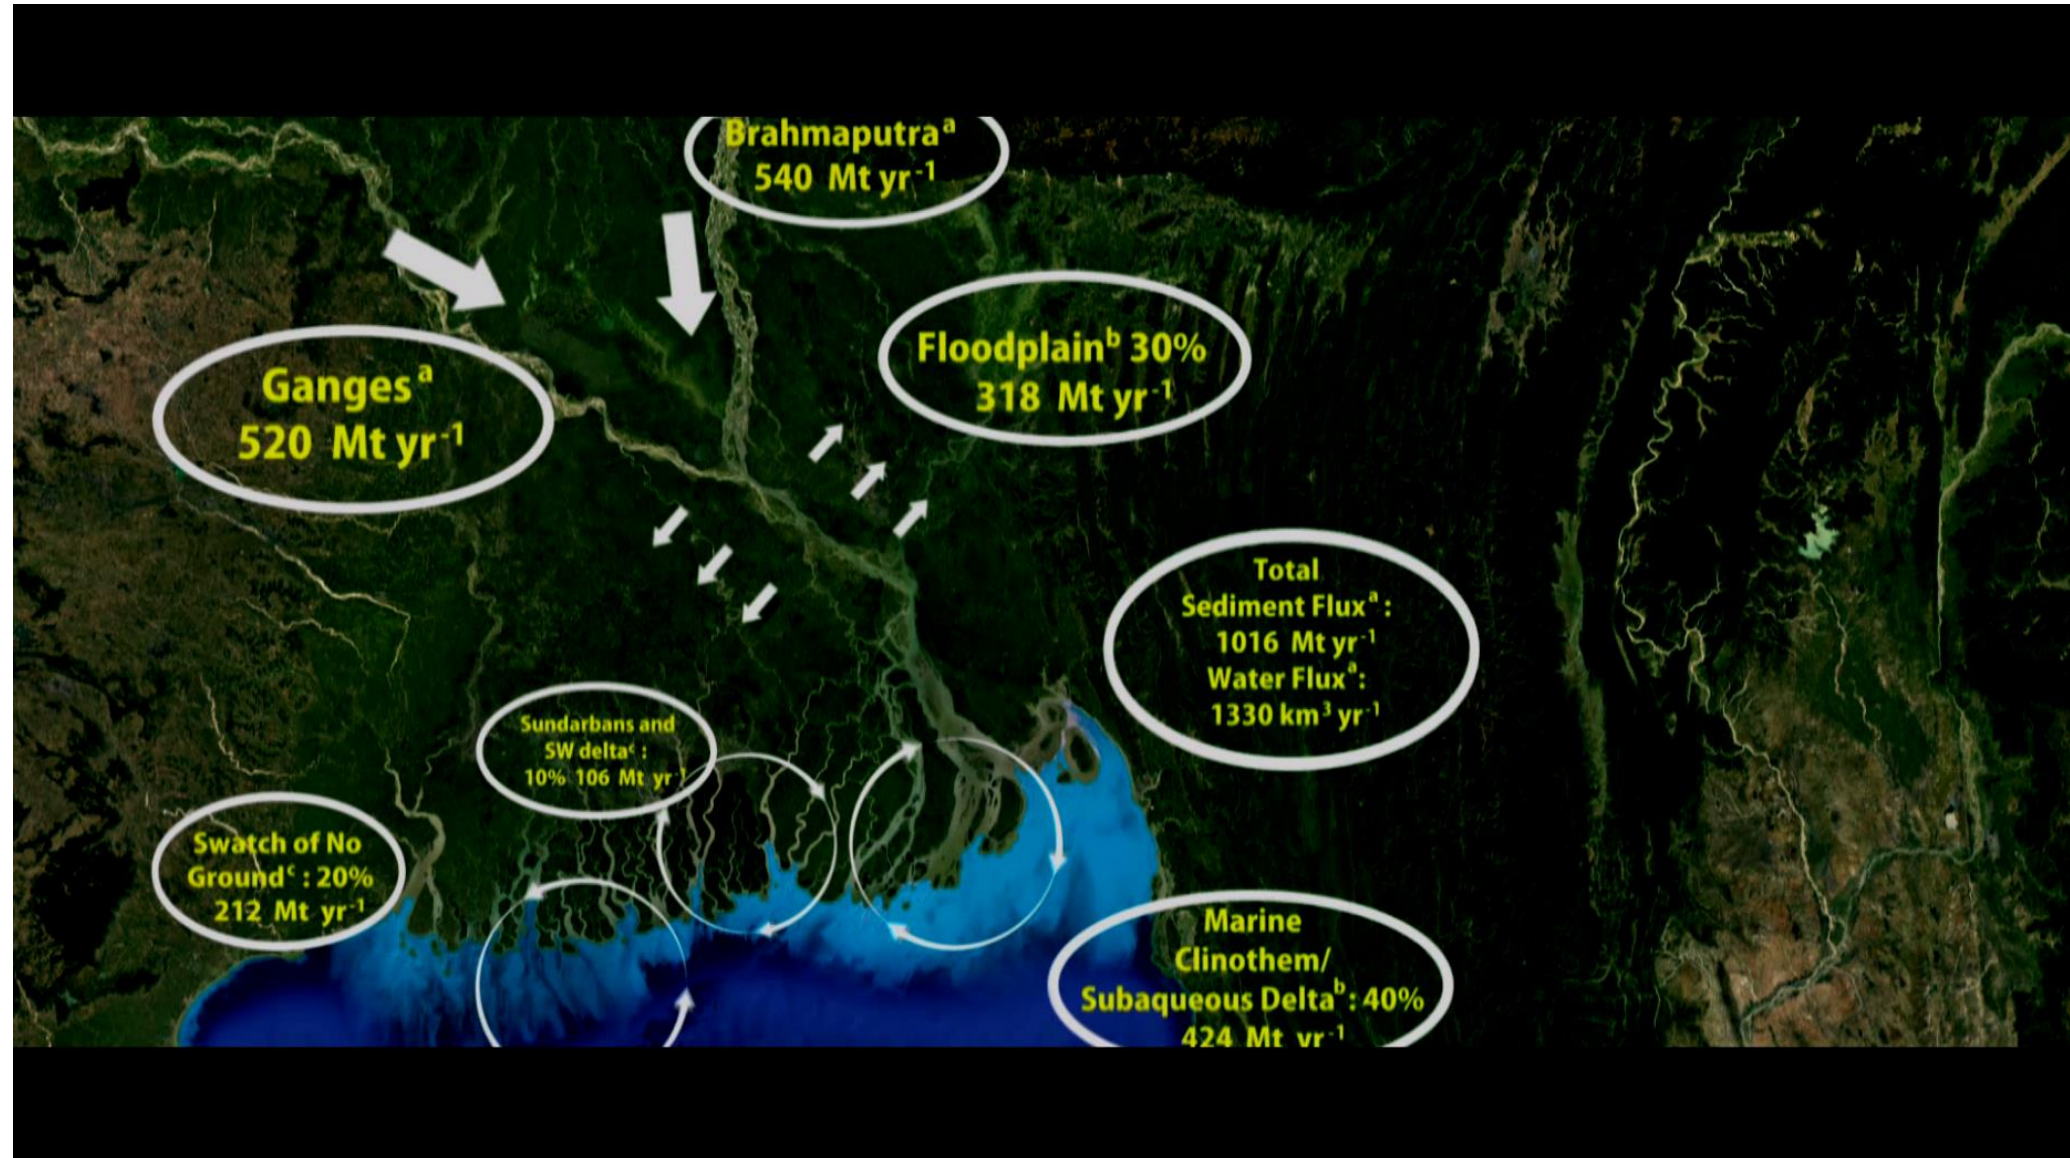 Brahmaputra ᵃ
540 Mt yr⁻¹
Floodplainᵇ 30%
318 Mt yr⁻¹
Ganges ᵃ
520 Mt yr⁻¹
Total
Sediment Fluxᵃ :
1016 Mt yr⁻¹
Water Fluxᵃ:
1330 km³ yr⁻¹
Sundarbans and
SW deltaᶜ :
10% 106 Mt yr⁻¹
Swatch of No
Groundᶜ : 20%
212 Mt yr⁻¹
Marine
Clinothem/
Subaqueous Deltaᵇ: 40%
424 Mt yr⁻¹